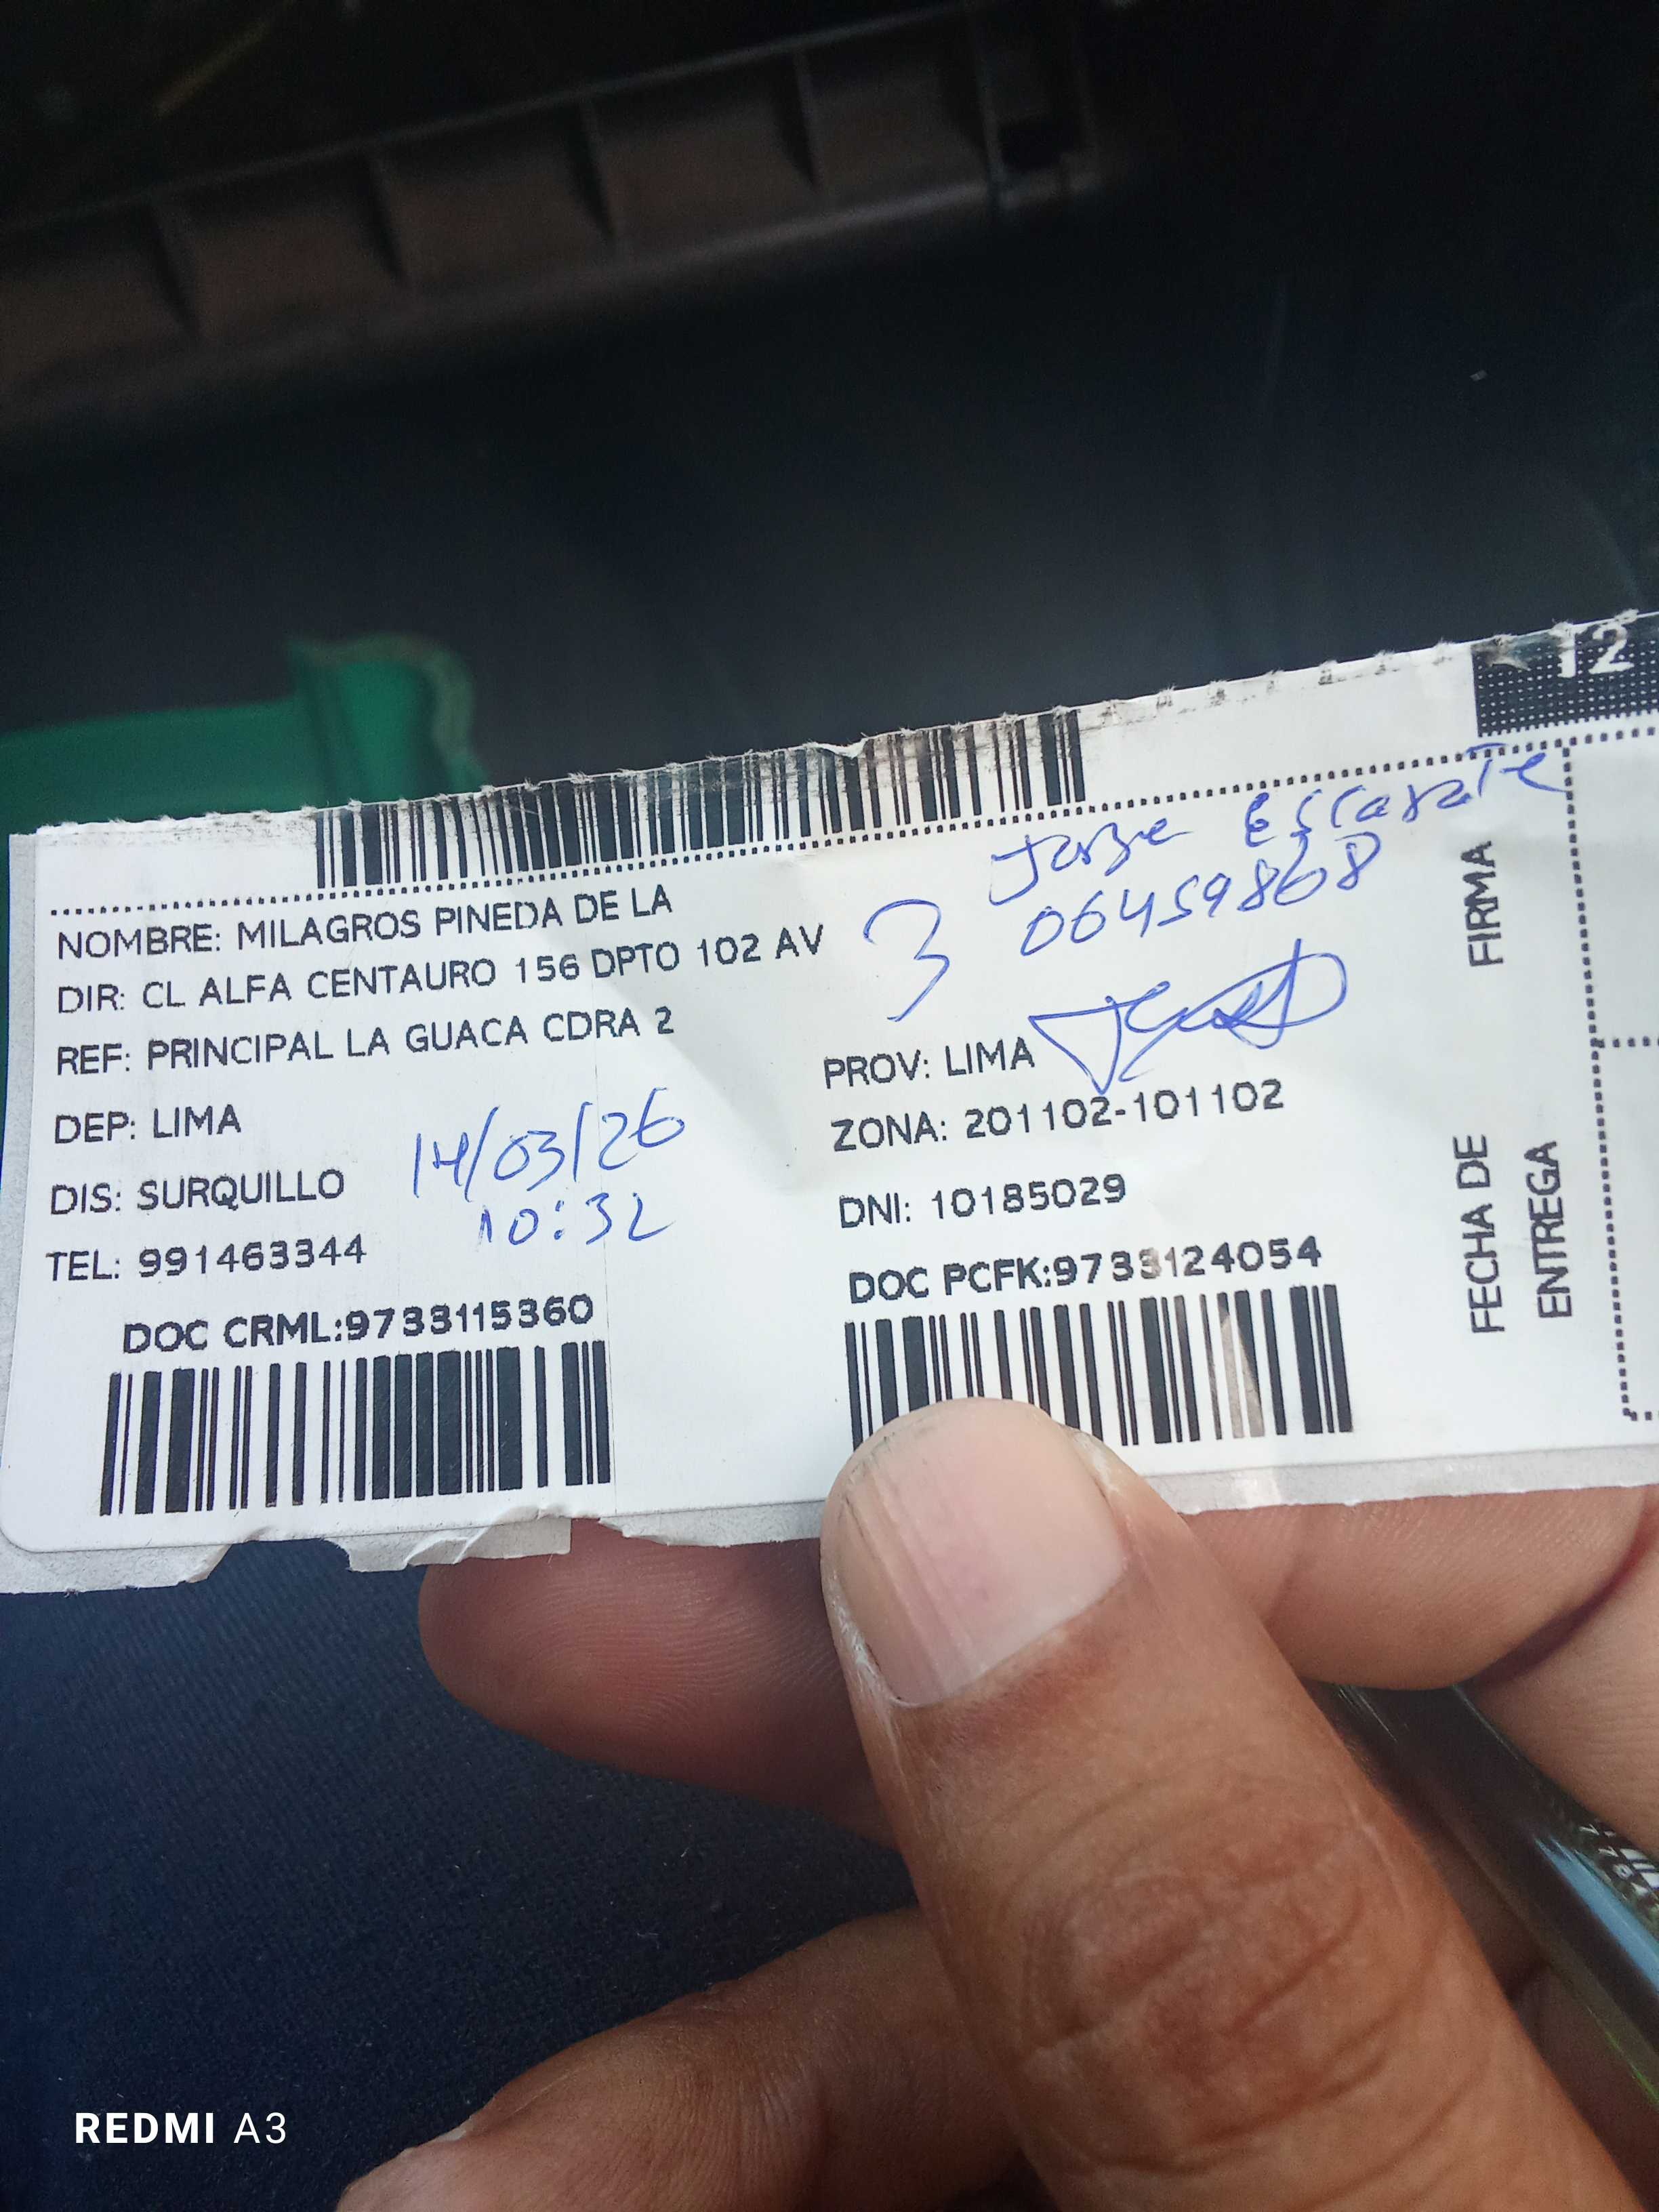 12
Jorge Escarate
06459868
3
NOMBRE: MILAGROS PINEDA DE LA
DIR: CL ALFA CENTAURO 156 DPTO 102 AV
REF: PRINCIPAL LA GUACA CDRA 2
DEP: LIMA
PROV: LIMA
14/03/26
10:32
ZONA: 201102-101102
DIS: SURQUILLO
DNI: 10185029
TEL: 991463344
DOC CRML:9733115360
DOC PCFK:9733124054
FIRMA
FECHA DE
ENTREGA
REDMI A3